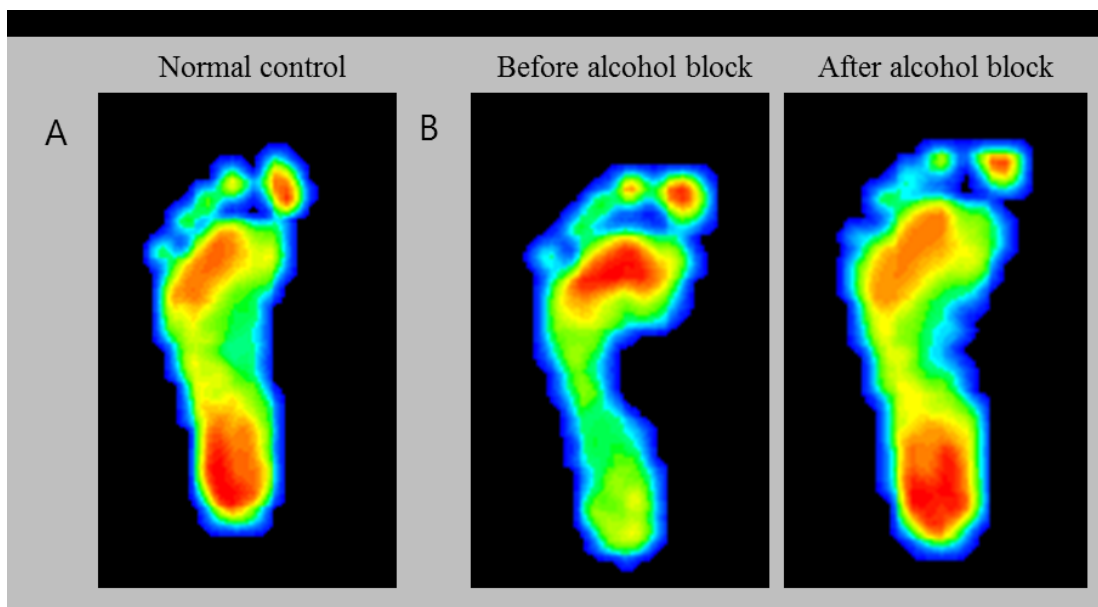 Normal control
Before alcohol block
After alcohol block
A
B